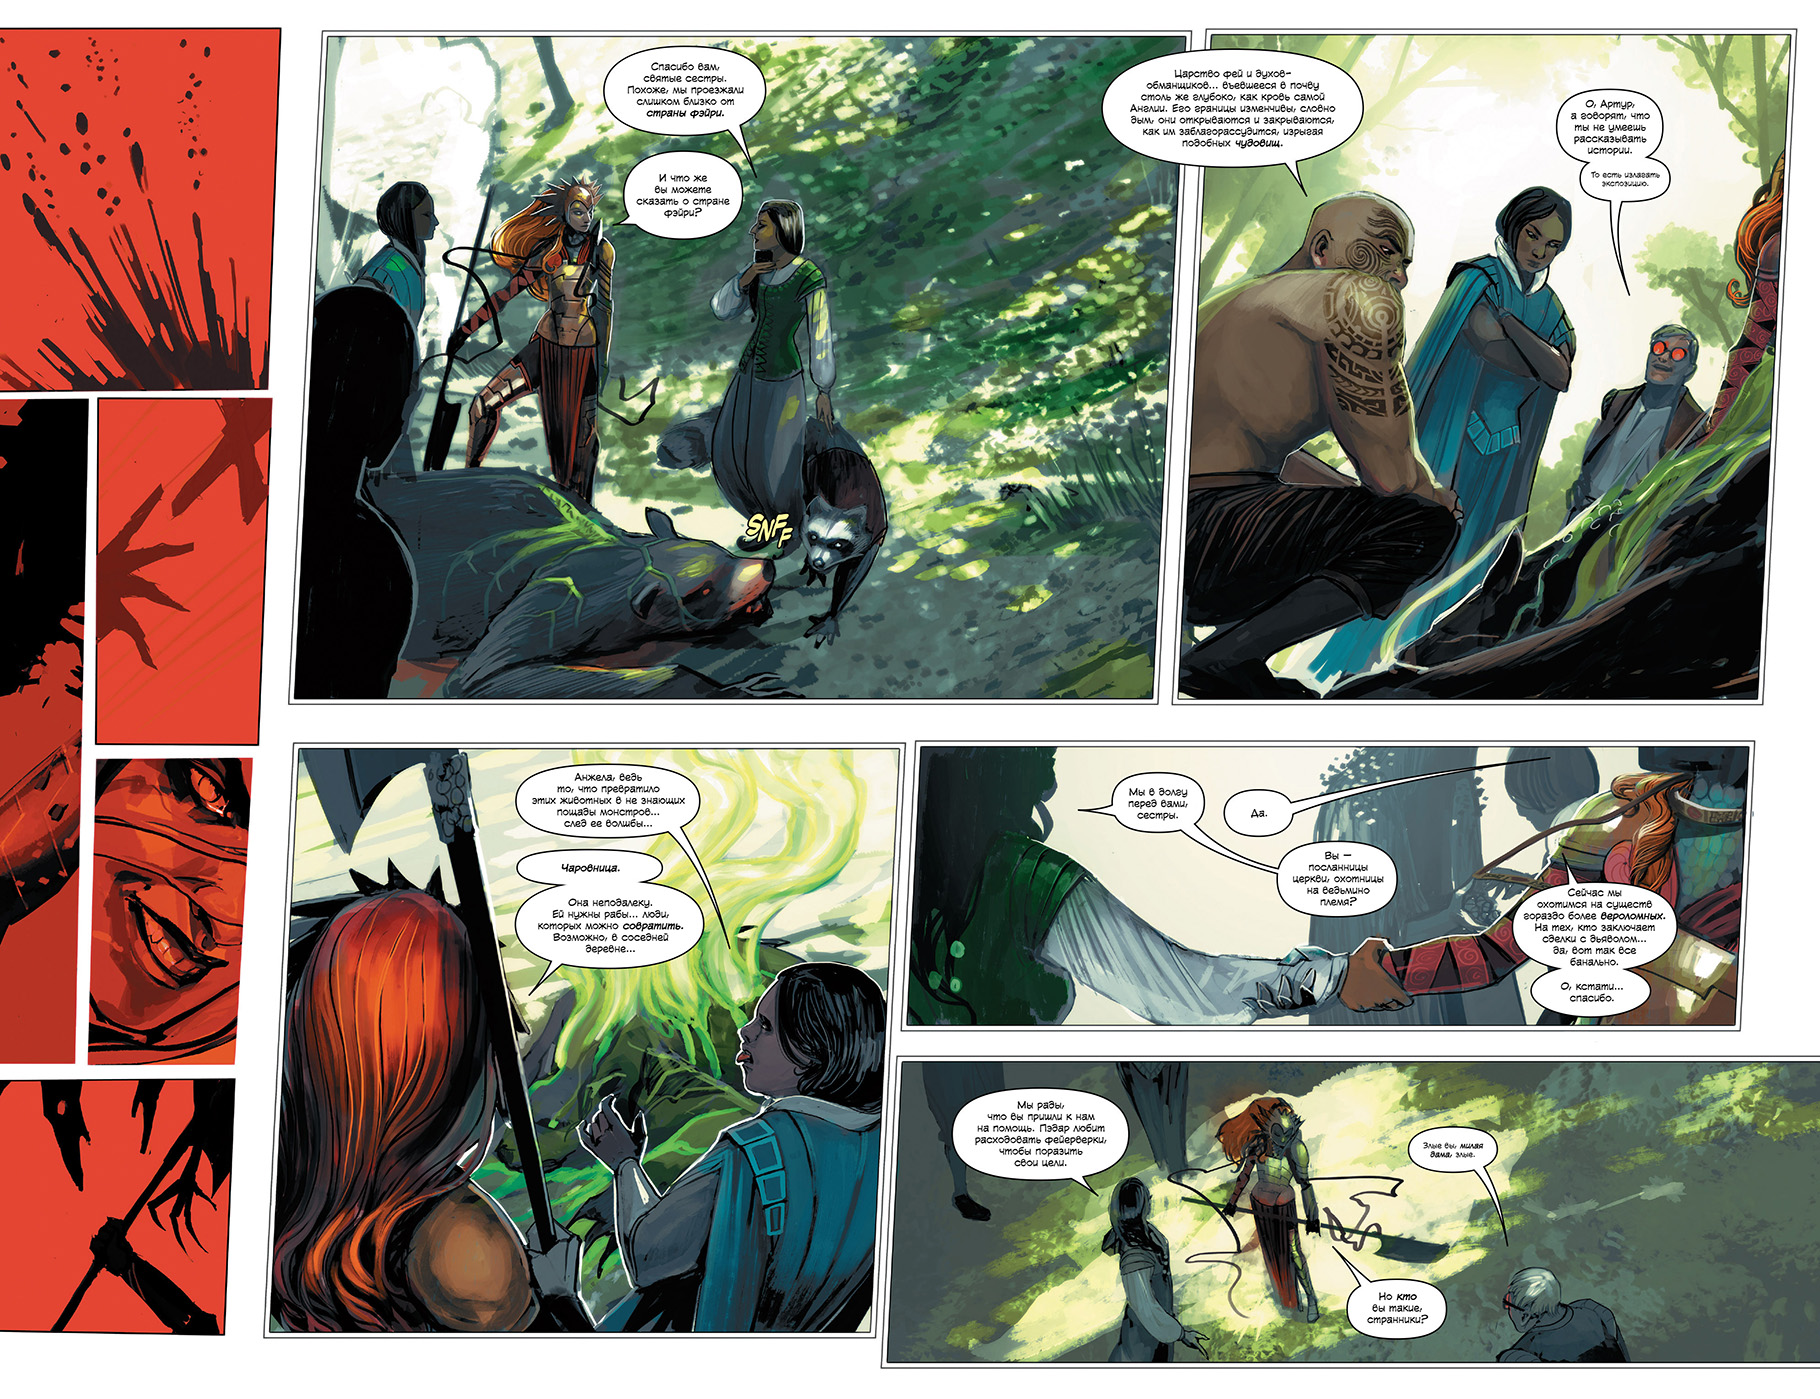 Спасибо вам,
святые сестры.
Похоже, мы проезжали
слишком близко от
страны фэйри.
И что же
вы можете
сказать о стране
фэйри?
SNFF
Царство фей и духов-
обманщиков... въевшееся в почву
столь же глубоко, как кровь самой
Англии. Его границы изменчивы, словно
дым, они открываются и закрываются,
как им заблагорассудится, изрыгая
подобных чудовищ.
О, Артур,
а говорят, что
ты не умеешь
рассказывать
истории.
То есть излагать
экспозицию.
Анжела, ведь
то, что превратило
этих животных в не знающих
пощады монстров...
след ее волшбы...
Чаровница.
Она неподалеку.
Ей нужны рабы... люди,
которых можно совратить.
Возможно, в соседней
деревне...
Мы в долгу
перед вами,
сестры.
Да.
Вы —
посланницы
церкви, охотницы
на ведьмино
племя?
Сейчас мы
охотимся на существ
гораздо более вероломных.
На тех, кто заключает
сделки с дьяволом...
да, вот так все
банально.
О, кстати...
спасибо.
Мы рады,
что вы пришли к нам
на помощь. Пэдар любит
расходовать фейерверки,
чтобы поразить
свои цели.
Злые вы, милая
дама, злые.
Но кто
вы такие,
странники?